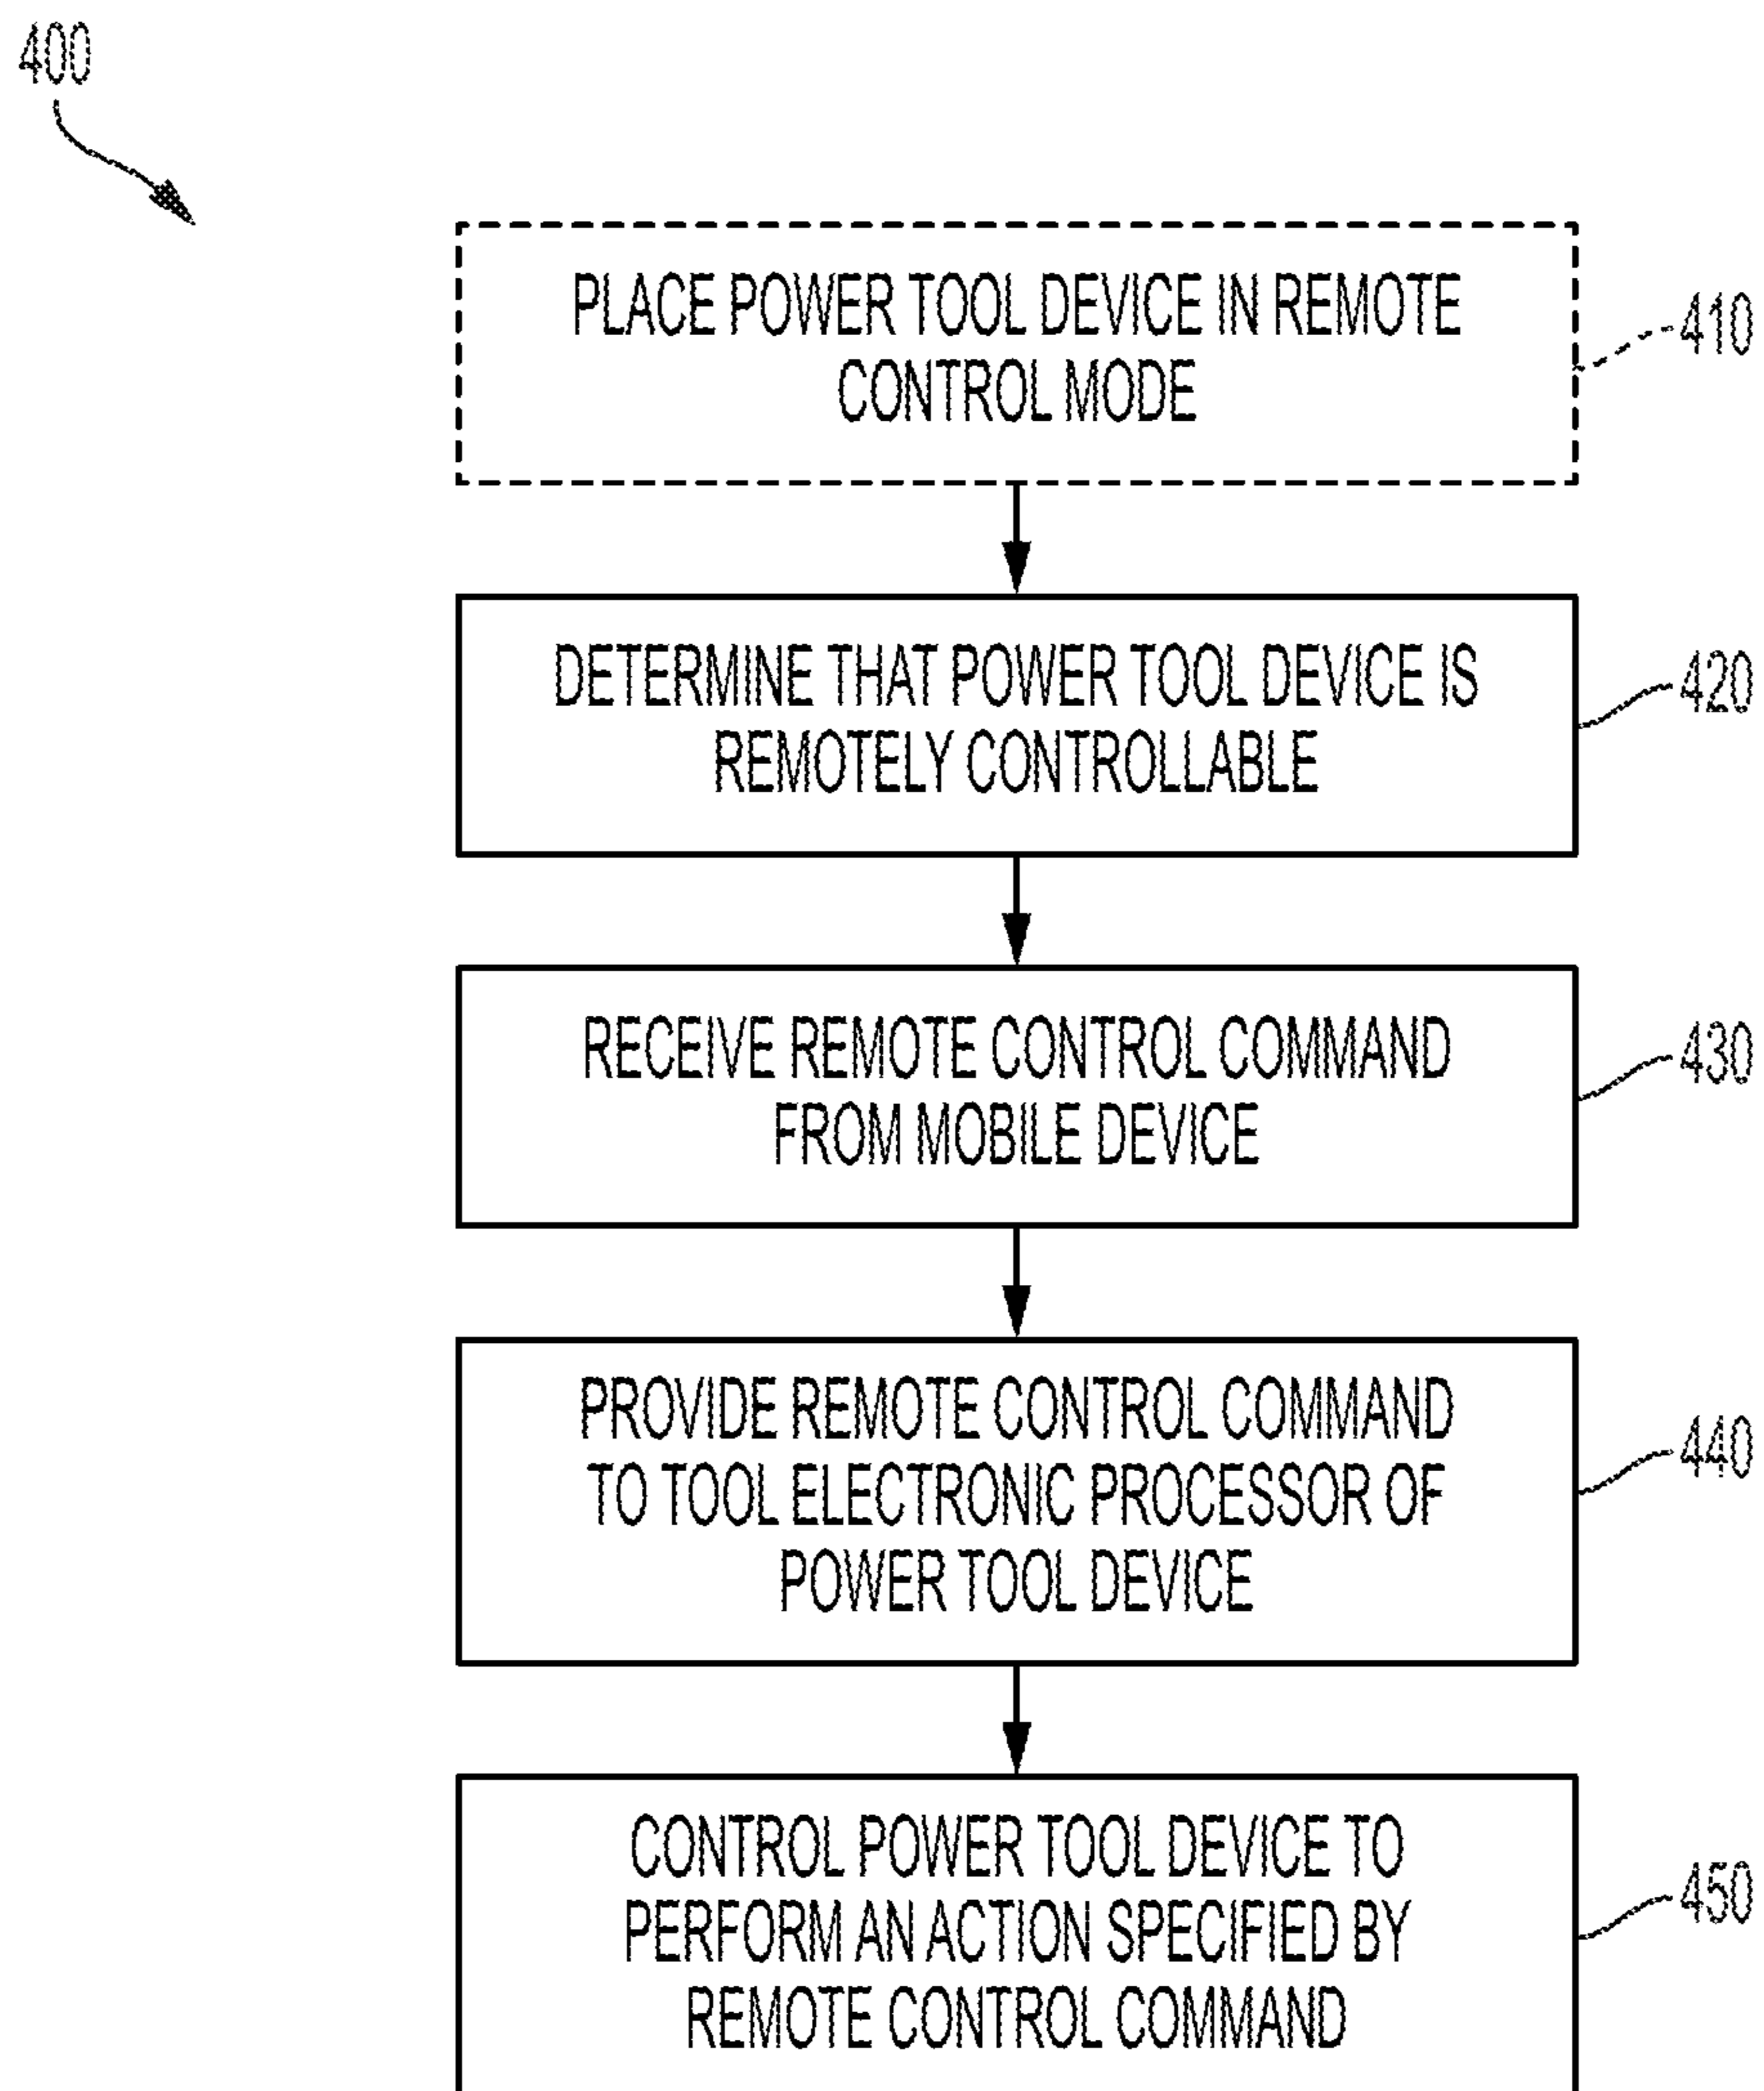 400
PLACE POWER TOOL DEVICE IN REMOTE
CONTROL MODE
410
DETERMINE THAT POWER TOOL DEVICE IS
REMOTELY CONTROLLABLE
420
RECEIVE REMOTE CONTROL COMMAND
FROM MOBILE DEVICE
430
PROVIDE REMOTE CONTROL COMMAND
TO TOOL ELECTRONIC PROCESSOR OF
POWER TOOL DEVICE
440
CONTROL POWER TOOL DEVICE TO
PERFORM AN ACTION SPECIFIED BY
REMOTE CONTROL COMMAND
450